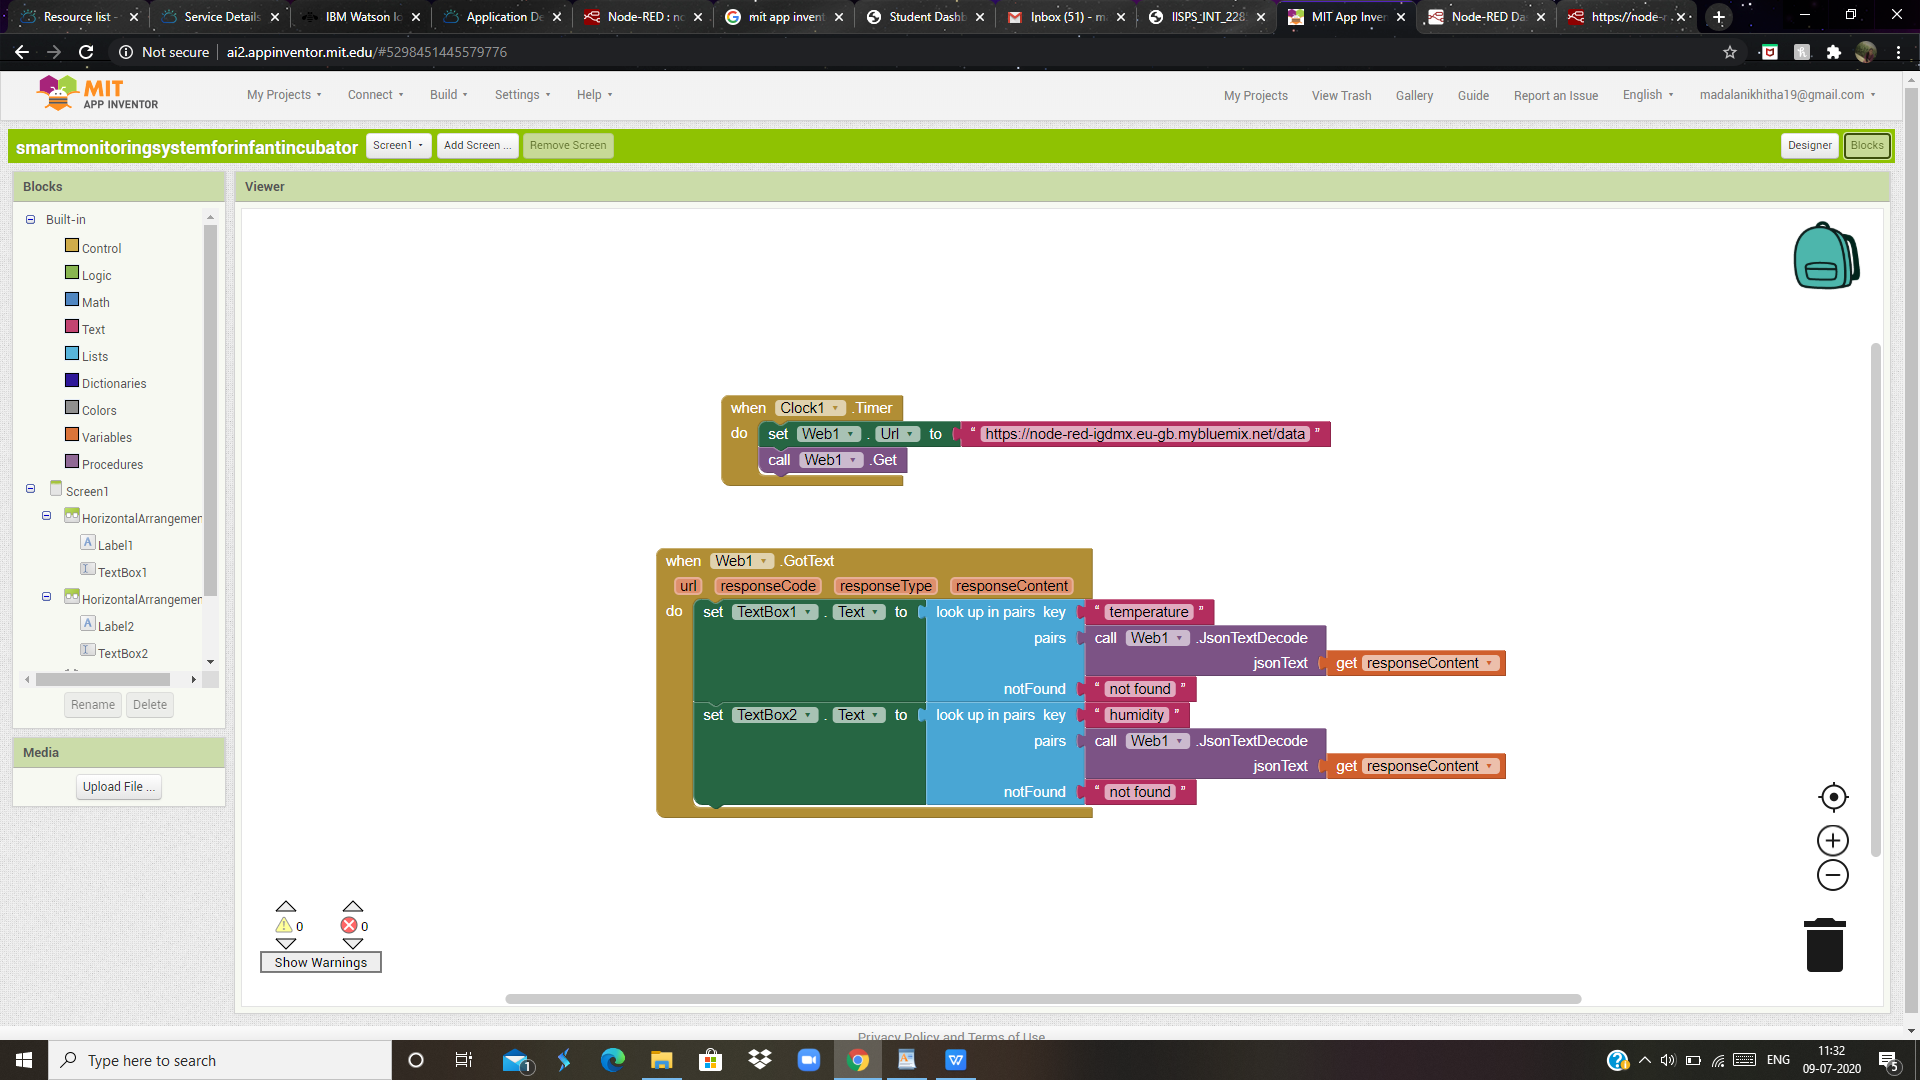 Resource list -
Service Details
IBM Watson Io
Application De
Node-RED : no
mit app invent
Student Dashb
Inbox (51) - m
IISPS_INT_228
MIT App Inven
Node-RED Da
https://node-r
Not secure | ai2.appinventor.mit.edu/#5298451445579776
MIT
APP INVENTOR
My Projects
Connect
Build
Settings
Help
My Projects
View Trash
Gallery
Guide
Report an Issue
English
madalanikhitha19@gmail.com
smartmonitoringsystemforinfantincubator
Screen1
Add Screen ...
Remove Screen
Designer
Blocks
Blocks
Viewer
Built-in
Control
Logic
Math
Text
Lists
Dictionaries
Colors
Variables
Procedures
Screen1
HorizontalArrangemen
Label1
TextBox1
HorizontalArrangemen
Label2
TextBox2
Rename
Delete
Media
Upload File ...
when Clock1 .Timer
do set Web1 . Url to " https://node-red-igdmx.eu-gb.mybluemix.net/data "
call Web1 .Get
when Web1 .GotText
url responseCode responseType responseContent
do set TextBox1 . Text to look up in pairs key " temperature "
pairs call Web1 .JsonTextDecode
jsonText get responseContent
notFound " not found "
set TextBox2 . Text to look up in pairs key " humidity "
pairs call Web1 .JsonTextDecode
jsonText get responseContent
notFound " not found "
0 0
Show Warnings
Privacy Policy and Terms of Use
Type here to search
1
ENG
11:32
09-07-2020
5